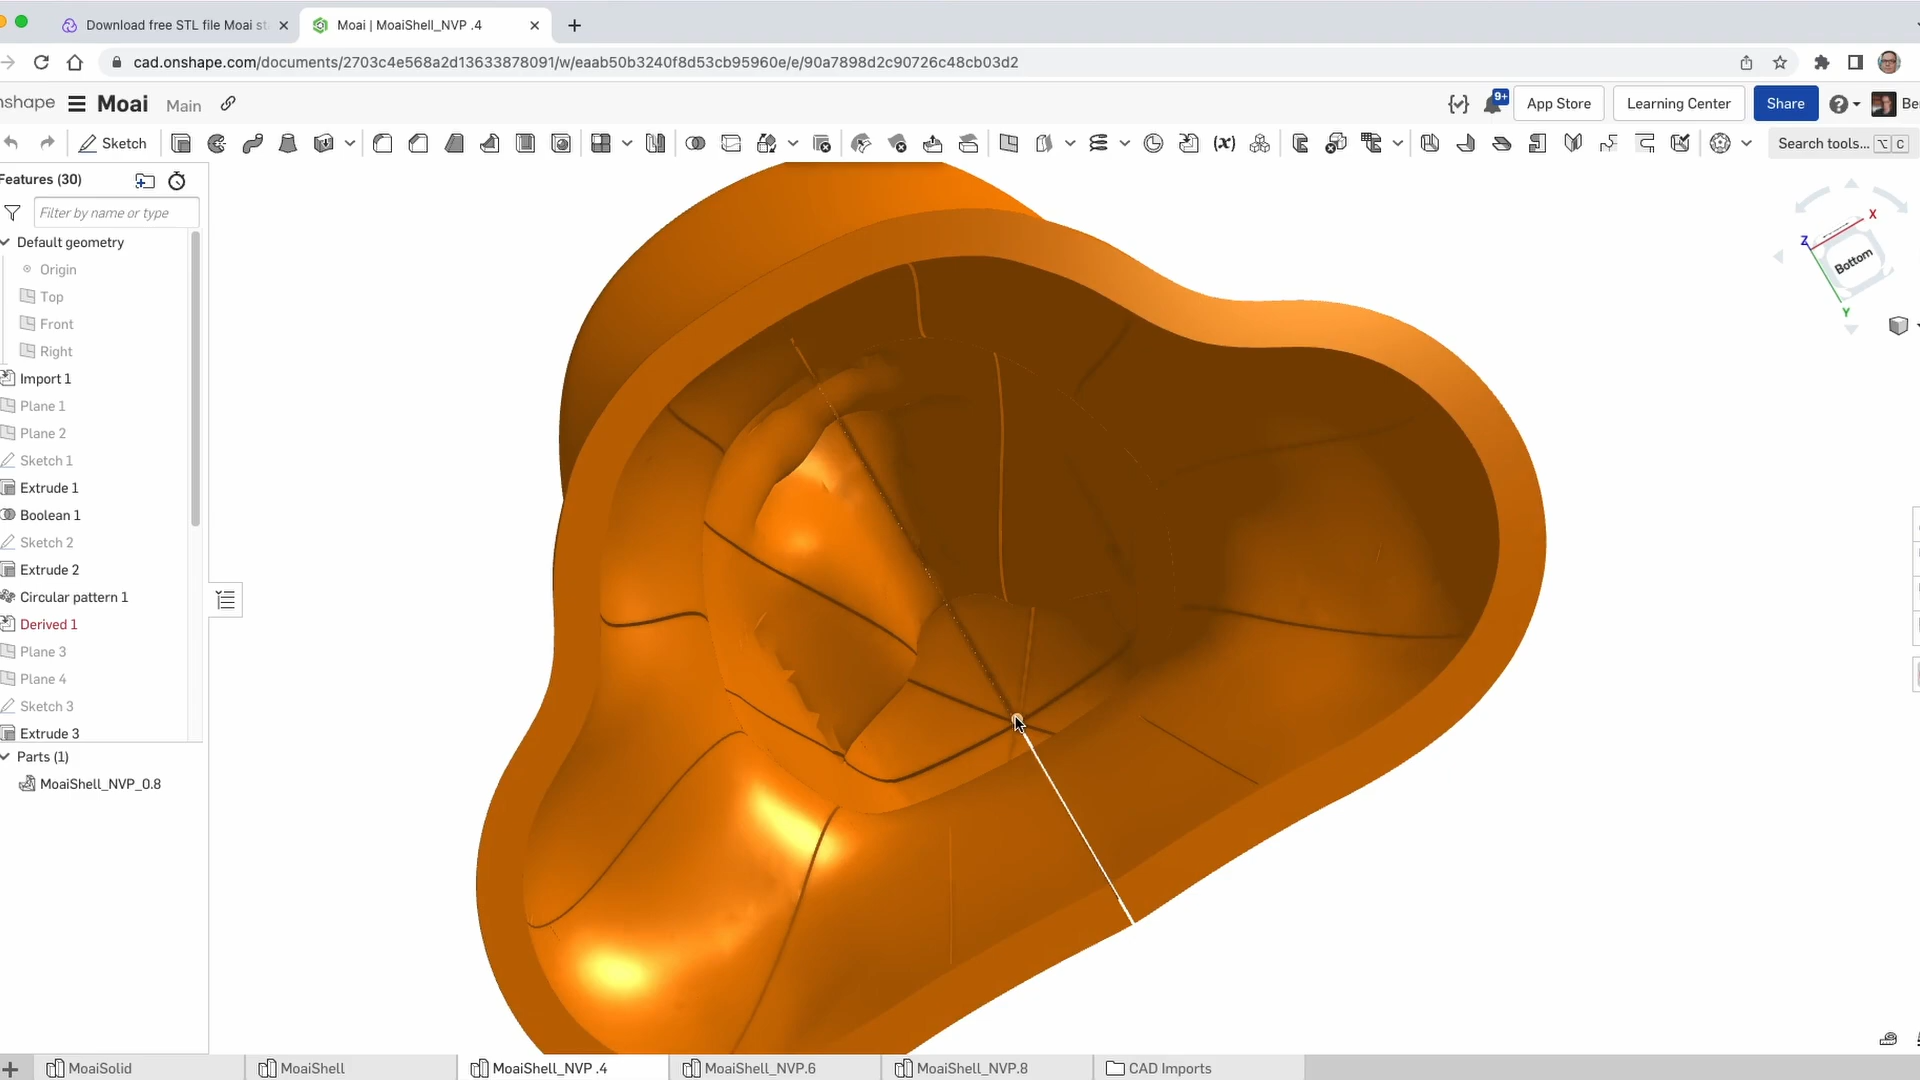 Download free STL file Moai st
Moai | MoaiShell_NVP .4
cad.onshape.com/documents/2703c4e568a2d13633878091/w/eaab50b3240f8d53cb95960e/e/90a7898d2c90726c48cb03d2
nshape
Moai
Main
9+
App Store
Learning Center
Share
Be
Sketch
(x)
Search tools...
⌥ C
Features (30)
Filter by name or type
Default geometry
Origin
Top
Front
Right
Import 1
Plane 1
Plane 2
Sketch 1
Extrude 1
Boolean 1
Sketch 2
Extrude 2
Circular pattern 1
Derived 1
Plane 3
Plane 4
Sketch 3
Extrude 3
Parts (1)
MoaiShell_NVP_0.8
X
Z
Bottom
Y
MoaiSolid
MoaiShell
MoaiShell_NVP .4
MoaiShell_NVP.6
MoaiShell_NVP.8
CAD Imports